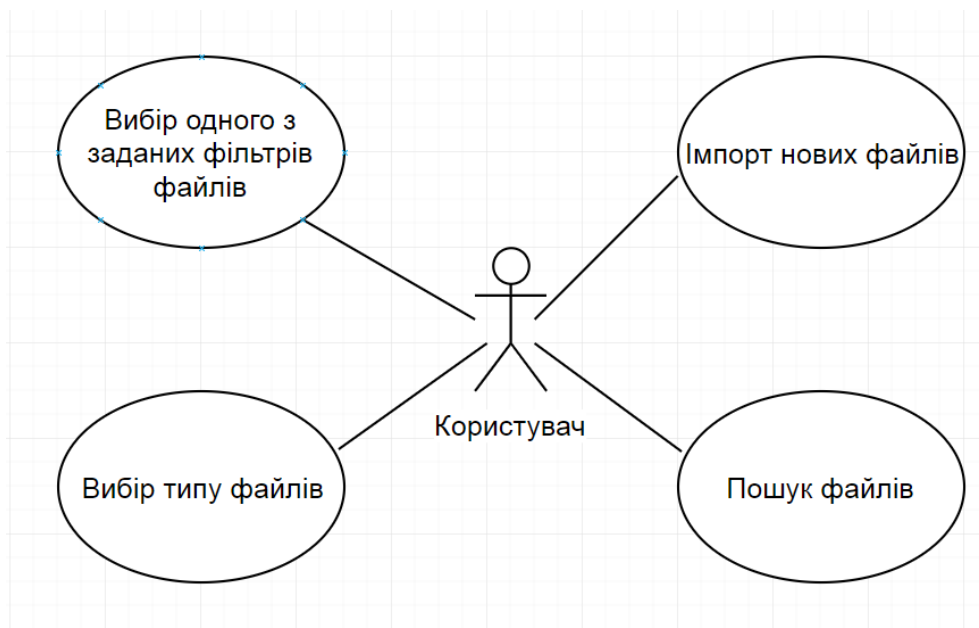 Вибір одного з
заданих фільтрів
файлів
Імпорт нових файлів
Користувач
Вибір типу файлів
Пошук файлів